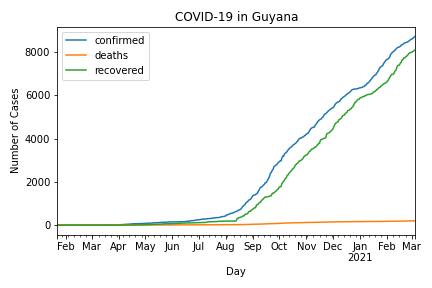 COVID-19 in Guyana
confirmed
deaths
recovered
Number of Cases
8000
6000
4000
2000
0
Feb Mar Apr May Jun Jul Aug Sep Oct Nov Dec Jan Feb Mar
2021
Day